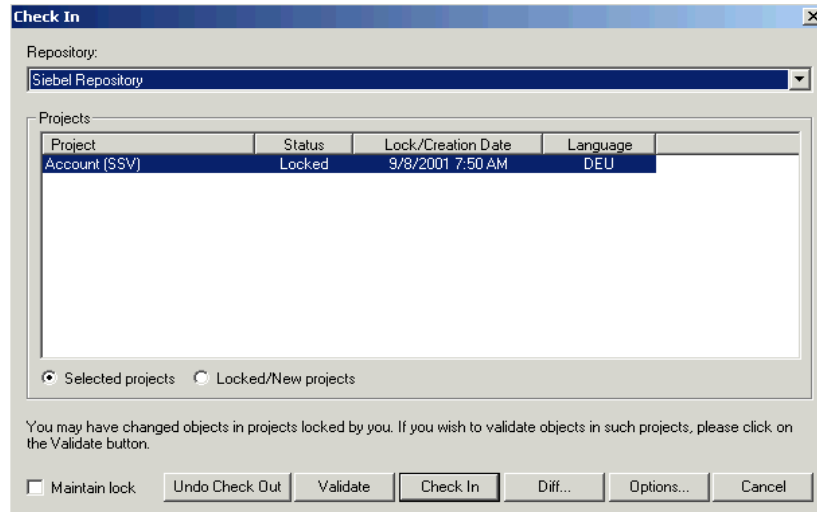 Check In
Repository:
Siebel Repository
Projects
Project Status Lock/Creation Date Language
Account (SSV) Locked 9/8/2001 7:50 AM DEU
Selected projects Locked/New projects
You may have changed objects in projects locked by you. If you wish to validate objects in such projects, please click on
the Validate button.
Maintain lock Undo Check Out Validate Check In Diff... Options... Cancel